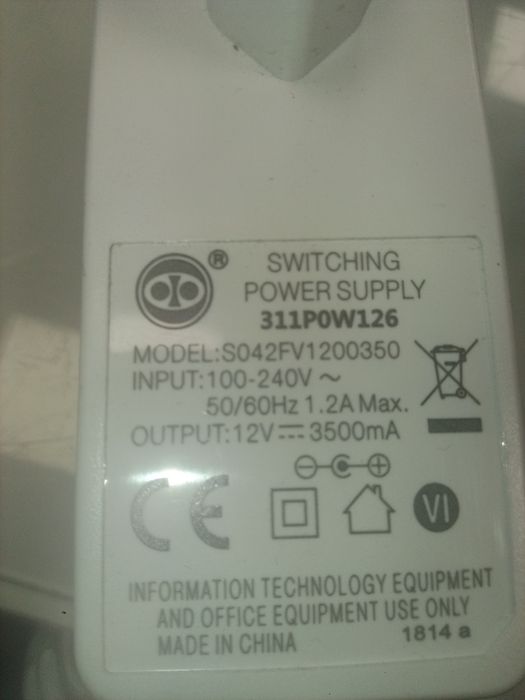 ®
SWITCHING
POWER SUPPLY
311P0W126
MODEL:S042FV1200350
INPUT:100-240V ~
50/60Hz 1.2A Max.
OUTPUT:12V⎓3500mA
CE
VI
INFORMATION TECHNOLOGY EQUIPMENT
AND OFFICE EQUIPMENT USE ONLY
MADE IN CHINA
1814 a